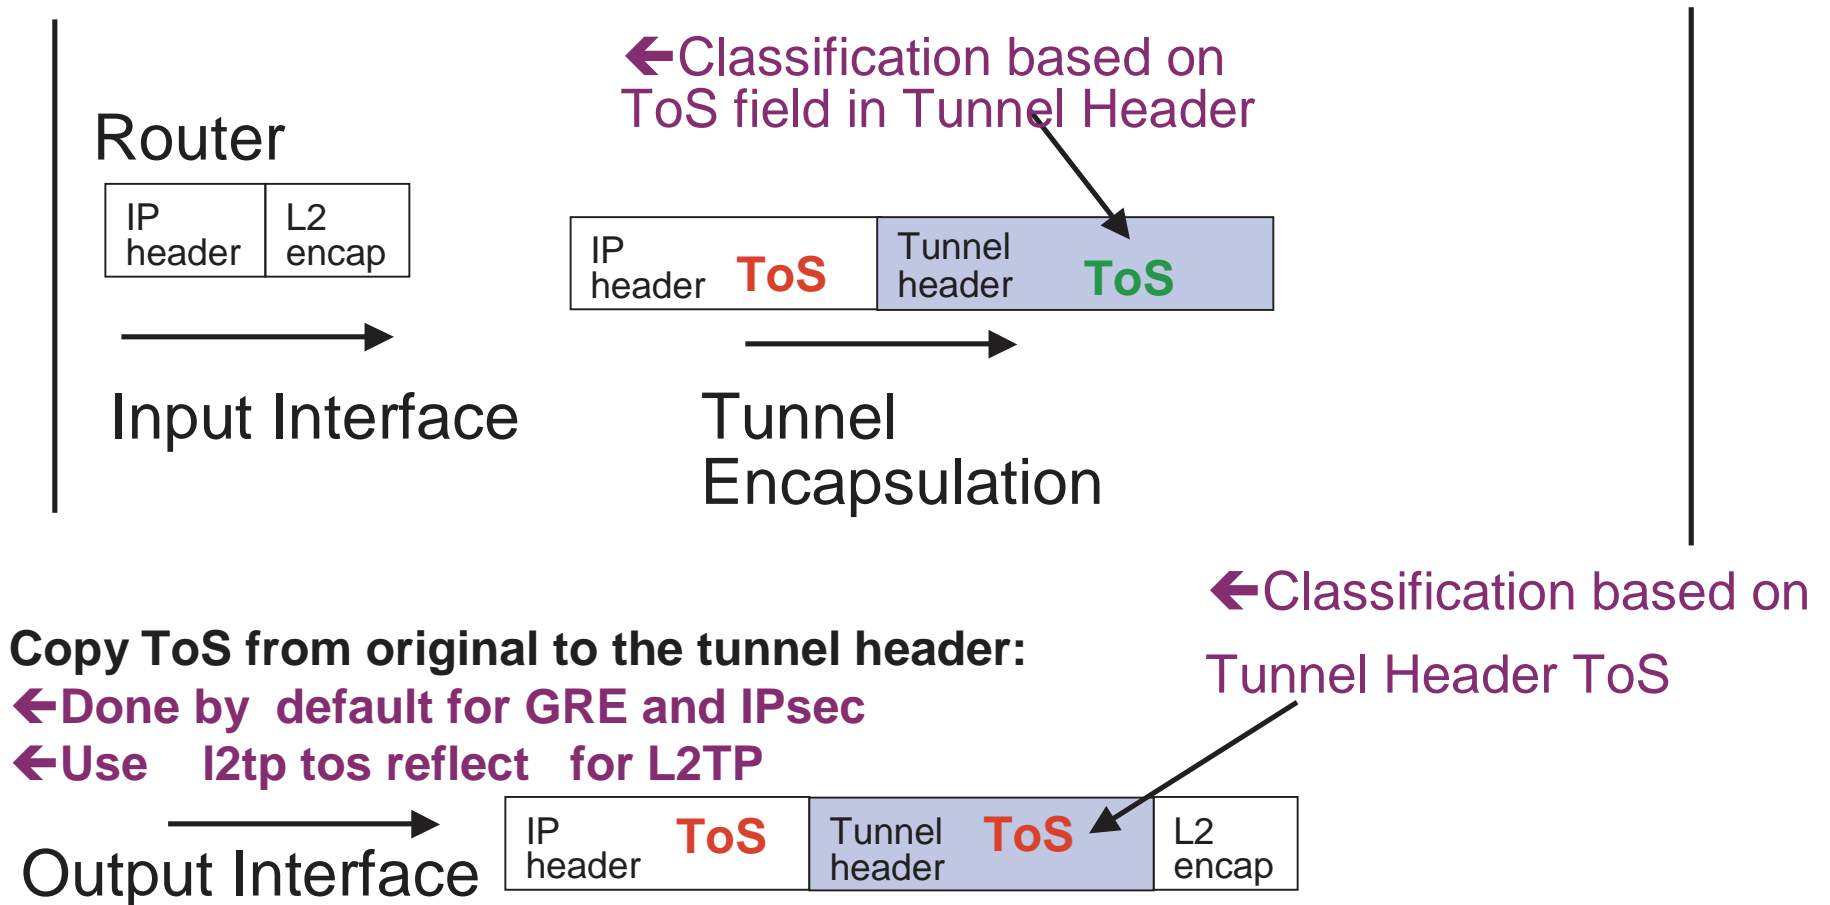 ←Classification based on
ToS field in Tunnel Header
Router
IP
header
L2
encap
IP
header
ToS
Tunnel
header
ToS
Input Interface
Tunnel
Encapsulation
←Classification based on
Tunnel Header ToS
Copy ToS from original to the tunnel header:
←Done by default for GRE and IPsec
←Use l2tp tos reflect for L2TP
Output Interface
IP
header
ToS
Tunnel
header
ToS
L2
encap